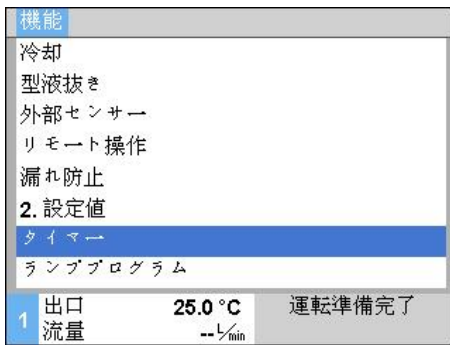 機能
冷却
型液抜き
外部センサー
リモート操作
漏れ防止
2. 設定値
タイマー
ランププログラム
1 出口 25.0 °C 運転準備完了
流量 -- L/min